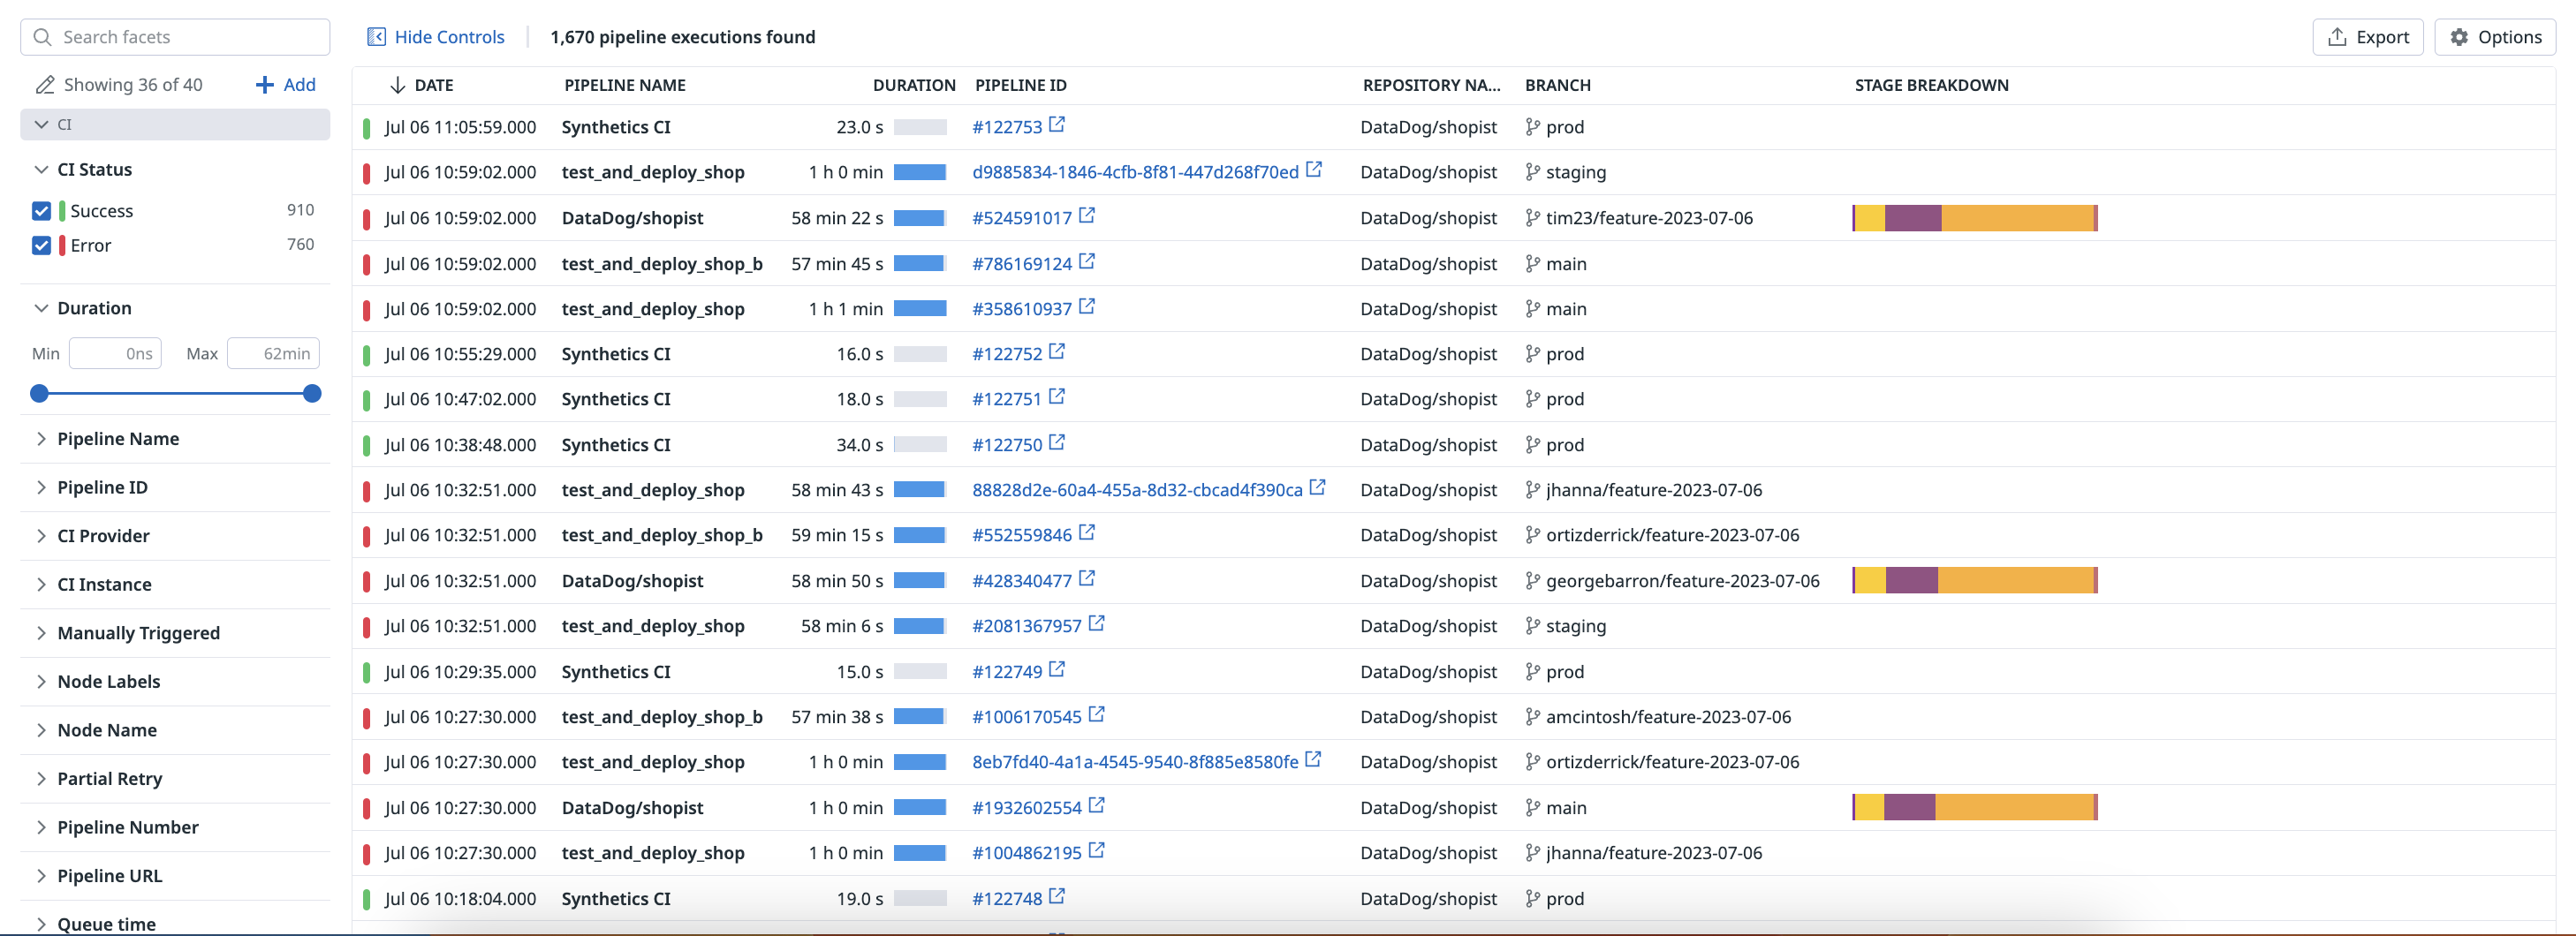 Search facets
Hide Controls
1,670 pipeline executions found
Export
Options
Showing 36 of 40
Add
CI
CI Status
Success 910
Error 760
Duration
Min 0ns Max 62min
Pipeline Name
Pipeline ID
CI Provider
CI Instance
Manually Triggered
Node Labels
Node Name
Partial Retry
Pipeline Number
Pipeline URL
Queue time
DATE PIPELINE NAME DURATION PIPELINE ID REPOSITORY NA... BRANCH STAGE BREAKDOWN
Jul 06 11:05:59.000 Synthetics CI 23.0 s #122753 DataDog/shopist prod
Jul 06 10:59:02.000 test_and_deploy_shop 1 h 0 min d9885834-1846-4cfb-8f81-447d268f70ed DataDog/shopist staging
Jul 06 10:59:02.000 DataDog/shopist 58 min 22 s #524591017 DataDog/shopist tim23/feature-2023-07-06
Jul 06 10:59:02.000 test_and_deploy_shop_b 57 min 45 s #786169124 DataDog/shopist main
Jul 06 10:59:02.000 test_and_deploy_shop 1 h 1 min #358610937 DataDog/shopist main
Jul 06 10:55:29.000 Synthetics CI 16.0 s #122752 DataDog/shopist prod
Jul 06 10:47:02.000 Synthetics CI 18.0 s #122751 DataDog/shopist prod
Jul 06 10:38:48.000 Synthetics CI 34.0 s #122750 DataDog/shopist prod
Jul 06 10:32:51.000 test_and_deploy_shop 58 min 43 s 88828d2e-60a4-455a-8d32-cbcad4f390ca DataDog/shopist jhanna/feature-2023-07-06
Jul 06 10:32:51.000 test_and_deploy_shop_b 59 min 15 s #552559846 DataDog/shopist ortizderrick/feature-2023-07-06
Jul 06 10:32:51.000 DataDog/shopist 58 min 50 s #428340477 DataDog/shopist georgebarron/feature-2023-07-06
Jul 06 10:32:51.000 test_and_deploy_shop 58 min 6 s #2081367957 DataDog/shopist staging
Jul 06 10:29:35.000 Synthetics CI 15.0 s #122749 DataDog/shopist prod
Jul 06 10:27:30.000 test_and_deploy_shop_b 57 min 38 s #1006170545 DataDog/shopist amcintosh/feature-2023-07-06
Jul 06 10:27:30.000 test_and_deploy_shop 1 h 0 min 8eb7fd40-4a1a-4545-9540-8f885e8580fe DataDog/shopist ortizderrick/feature-2023-07-06
Jul 06 10:27:30.000 DataDog/shopist 1 h 0 min #1932602554 DataDog/shopist main
Jul 06 10:27:30.000 test_and_deploy_shop 1 h 0 min #1004862195 DataDog/shopist jhanna/feature-2023-07-06
Jul 06 10:18:04.000 Synthetics CI 19.0 s #122748 DataDog/shopist prod